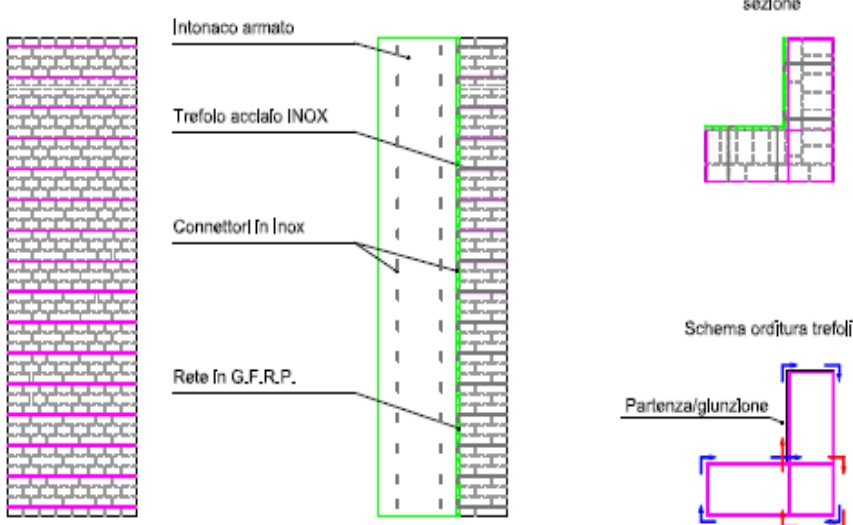 sezione
Intonaco armato
Trefolo acciaio INOX
Connettori in Inox
Rete in G.F.R.P.
Schema orditura trefoli
Partenza/giunzione